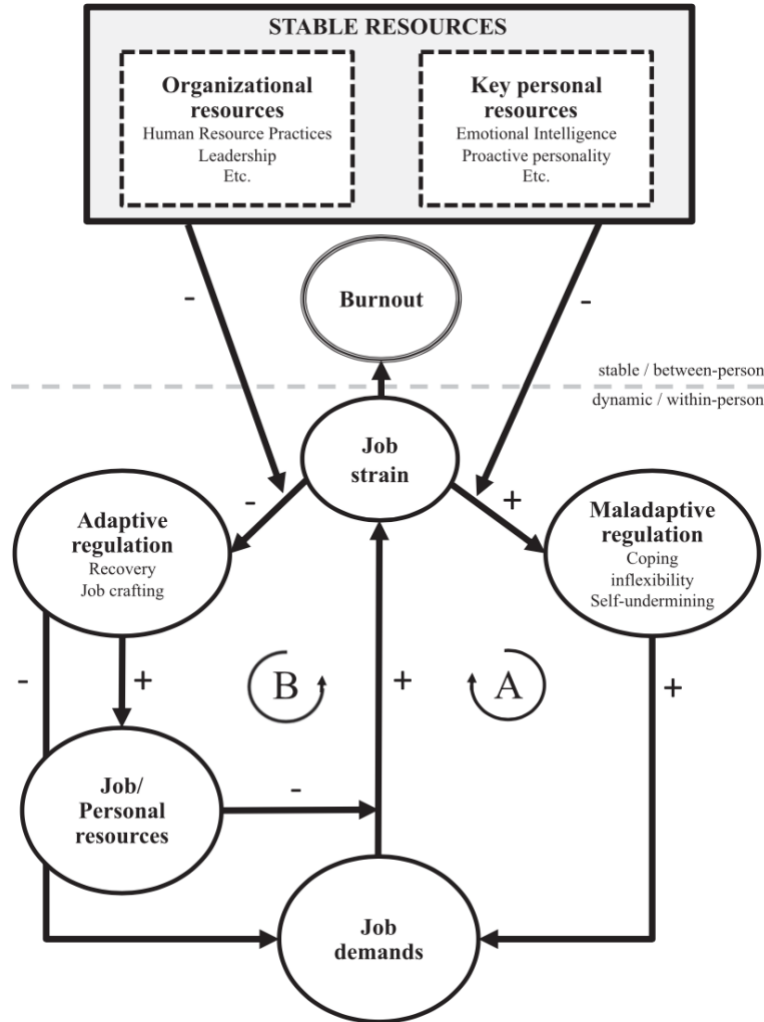 STABLE RESOURCES
Organizational
resources
Human Resource Practices
Leadership
Etc.
Key personal
resources
Emotional Intelligence
Proactive personality
Etc.
-
Burnout
-
stable / between-person
dynamic / within-person
Job
strain
-
+
Adaptive
regulation
Recovery
Job crafting
Maladaptive
regulation
Coping
inflexibility
Self-undermining
-
+
B
+
A
+
Job/
Personal
resources
-
Job
demands